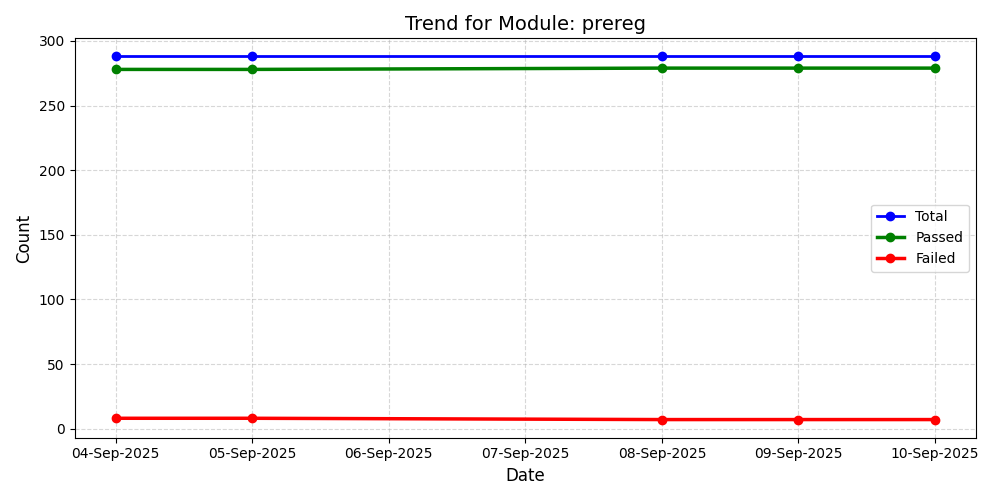 Trend for Module: prereg
300
250
200
150
100
50
0
Count
Total
Passed
Failed
04-Sep-2025 05-Sep-2025 06-Sep-2025 07-Sep-2025 08-Sep-2025 09-Sep-2025 10-Sep-2025
Date